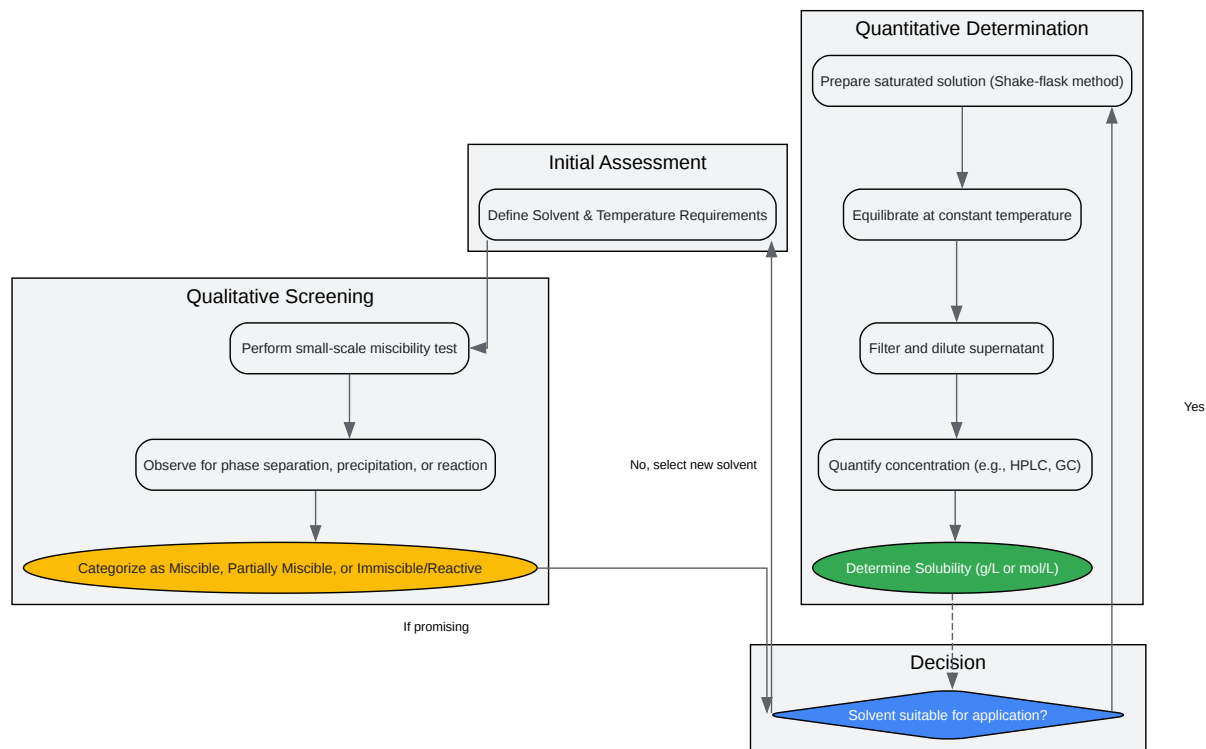 Quantitative Determination
Prepare saturated solution (Shake-flask method)
Initial Assessment
Define Solvent & Temperature Requirements
Equilibrate at constant temperature
Qualitative Screening
Perform small-scale miscibility test
Filter and dilute supernatant
Yes
Observe for phase separation, precipitation, or reaction
No, select new solvent
Quantify concentration (e.g., HPLC, GC)
Categorize as Miscible, Partially Miscible, or Immiscible/Reactive
Determine Solubility (g/L or mol/L)
If promising
Decision
Solvent suitable for application?